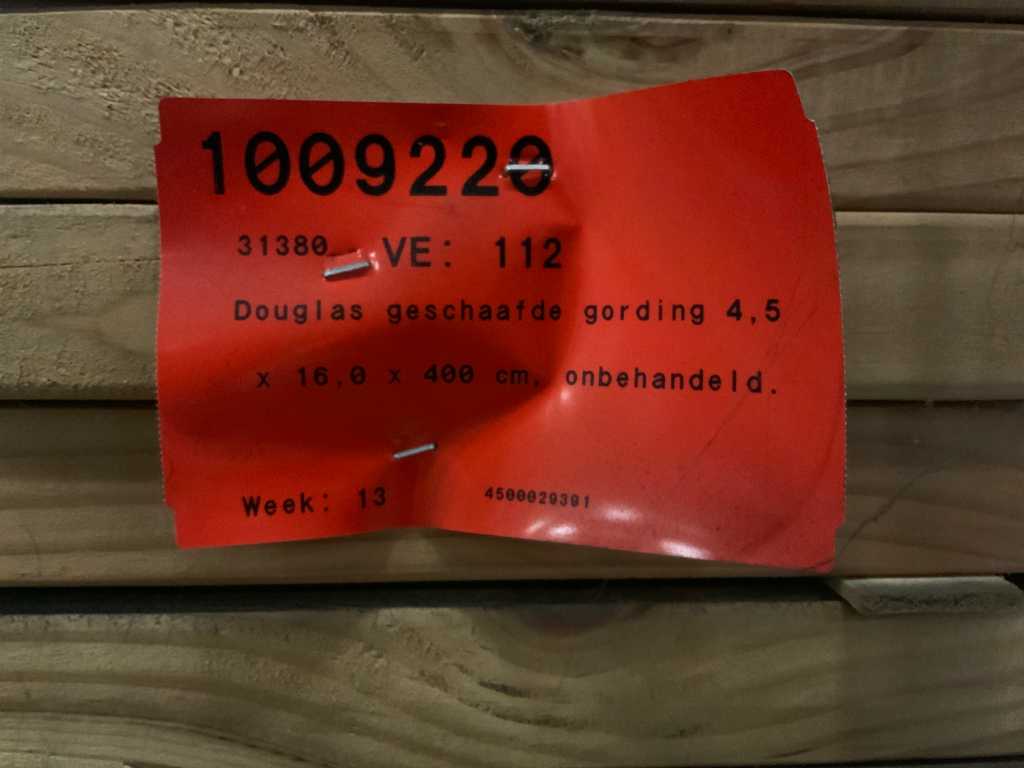 1009220
31380 VE: 112
Douglas geschaafde gording 4,5
x 16,0 x 400 cm, onbehandeld.
Week: 13 4500029391